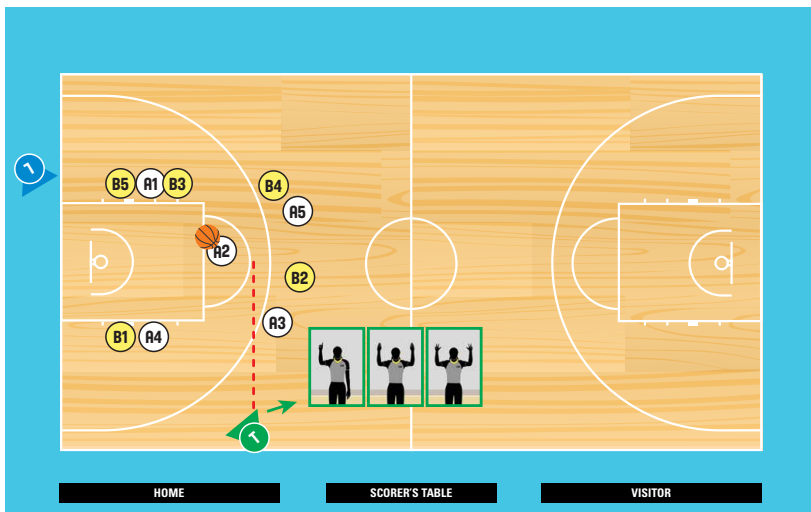 L
B5 A1 B3
B4
A5
A2
B2
A3
B1 A4
T
HOME
SCORER'S TABLE
VISITOR